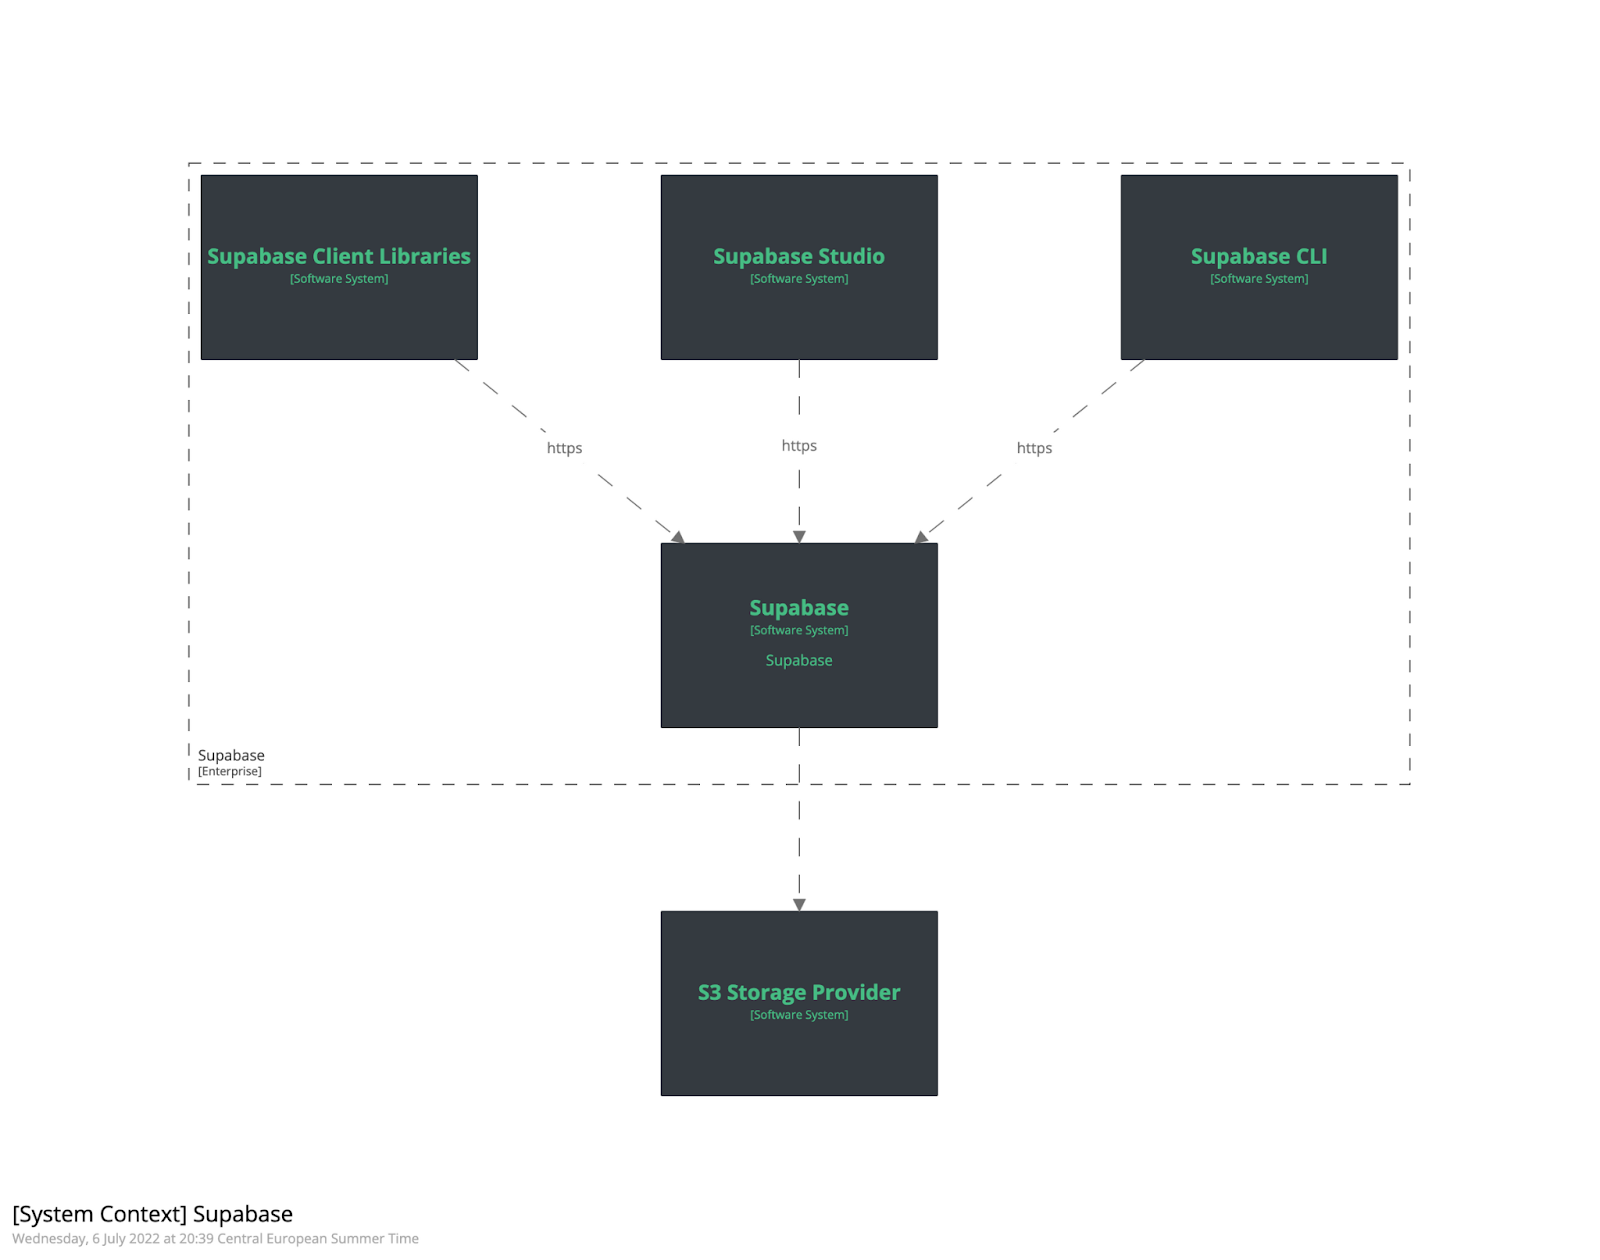 Supabase Client Libraries
[Software System]
Supabase Studio
[Software System]
Supabase CLI
[Software System]
https
https
https
Supabase
[Software System]
Supabase
Supabase
[Enterprise]
S3 Storage Provider
[Software System]
[System Context] Supabase
Wednesday, 6 July 2022 at 20:39 Central European Summer Time